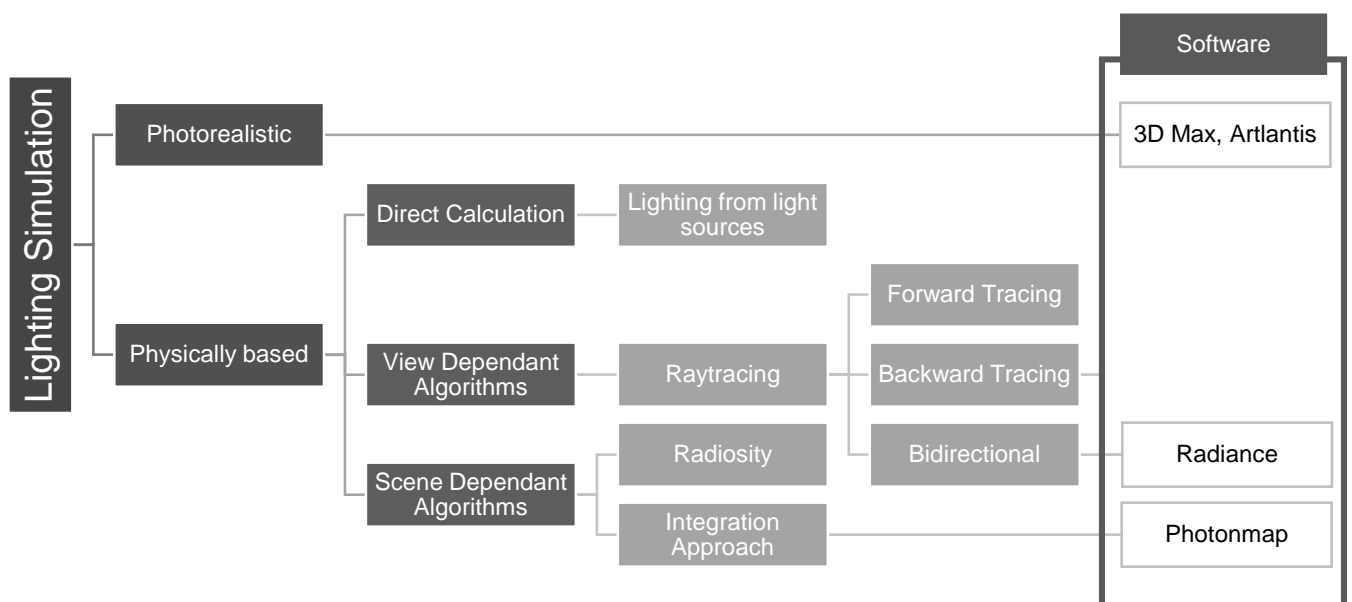 Lighting Simulation
Software
Photorealistic
3D Max, Artlantis
Direct Calculation
Lighting from light
sources
Forward Tracing
Physically based
View Dependant
Algorithms
Raytracing
Backward Tracing
Radiosity
Bidirectional
Radiance
Scene Dependant
Algorithms
Integration
Approach
Photonmap